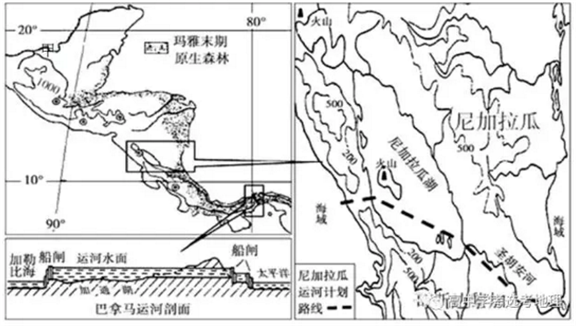 20°
80°
玛雅末期
原生森林
1000
10°
90°
加勒
比海
船闸
运河水面
船闸
太平洋
加通湖
巴拿马运河剖面
火山
500
200
尼加拉瓜
500
尼加拉瓜湖
火山
海域
海域
200
500
圣胡安河
尼加拉瓜
运河计划
路线